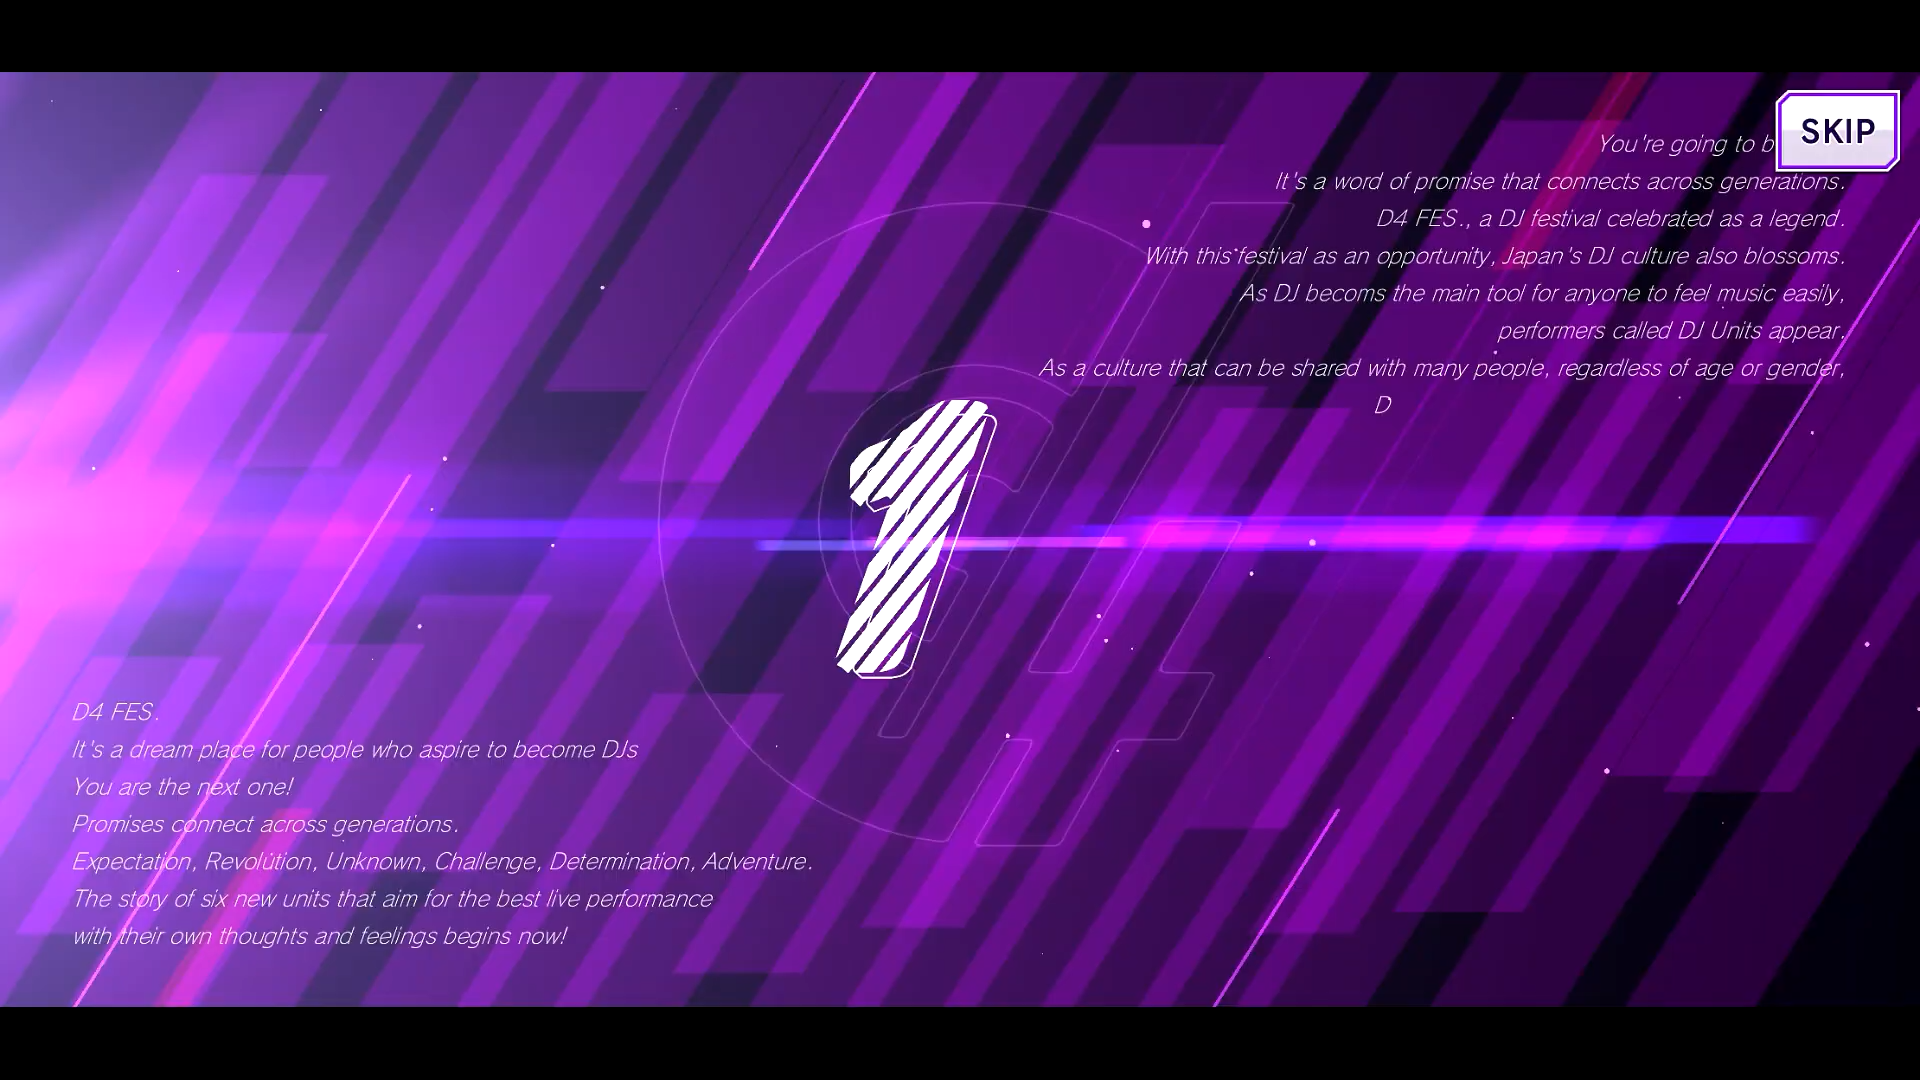 SKIP
You're going to b
It's a word of promise that connects across generations.
D4 FES., a DJ festival celebrated as a legend.
With this festival as an opportunity, Japan's DJ culture also blossoms.
As DJ becoms the main tool for anyone to feel music easily,
performers called DJ Units appear.
As a culture that can be shared with many people, regardless of age or gender,
D
1
D4 FES.
It's a dream place for people who aspire to become DJs
You are the next one!
Promises connect across generations.
Expectation, Revolution, Unknown, Challenge, Determination, Adventure.
The story of six new units that aim for the best live performance
with their own thoughts and feelings begins now!